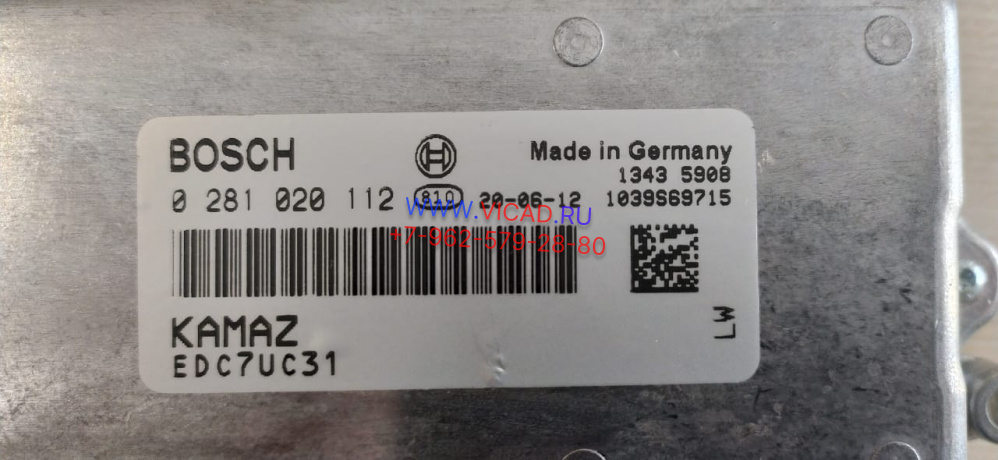 BOSCH
Made in Germany
1343 5908
0 281 020 112 810 20-06-12 1039S69715
WWW.VICAD.RU
+7-962-579-28-80
KAMAZ
EDC7UC31
LW